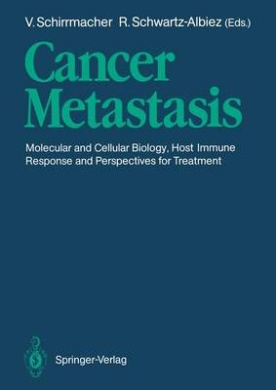 V. Schirrmacher R. Schwartz-Albiez (Eds.)
Cancer
Metastasis
Molecular and Cellular Biology, Host Immune
Response and Perspectives for Treatment
Springer-Verlag